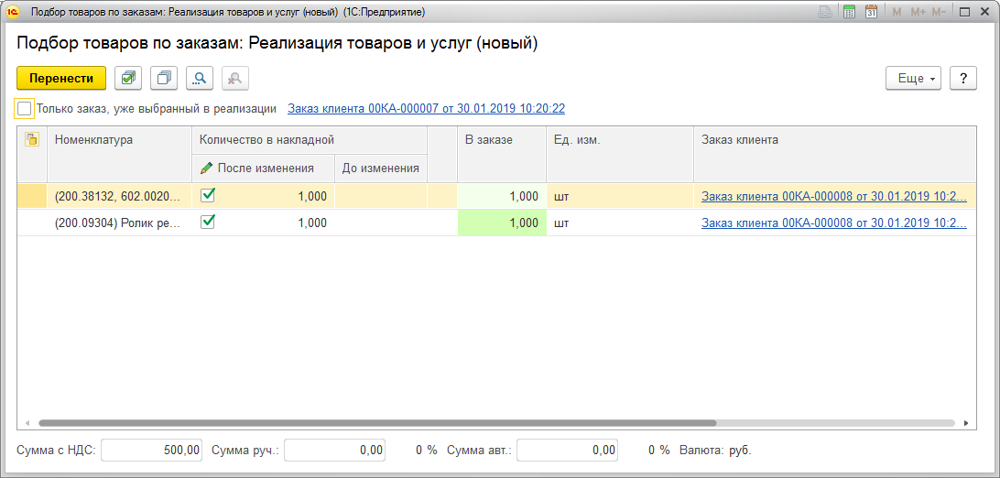 Подбор товаров по заказам: Реализация товаров и услуг (новый) (1С:Предприятие)
31 M M+ M-
Подбор товаров по заказам: Реализация товаров и услуг (новый)
Перенести Еще ?
Только заказ, уже выбранный в реализации Заказ клиента 00КА-000007 от 30.01.2019 10:20:22
Номенклатура Количество в накладной В заказе Ед. изм. Заказ клиента
После изменения До изменения
(200.38132, 602.0020... 1,000 1,000 шт Заказ клиента 00КА-000008 от 30.01.2019 10:2...
(200.09304) Ролик ре... 1,000 1,000 шт Заказ клиента 00КА-000008 от 30.01.2019 10:2...
Сумма с НДС: 500,00 Сумма руч.: 0,00 0 % Сумма авт.: 0,00 0 % Валюта: руб.